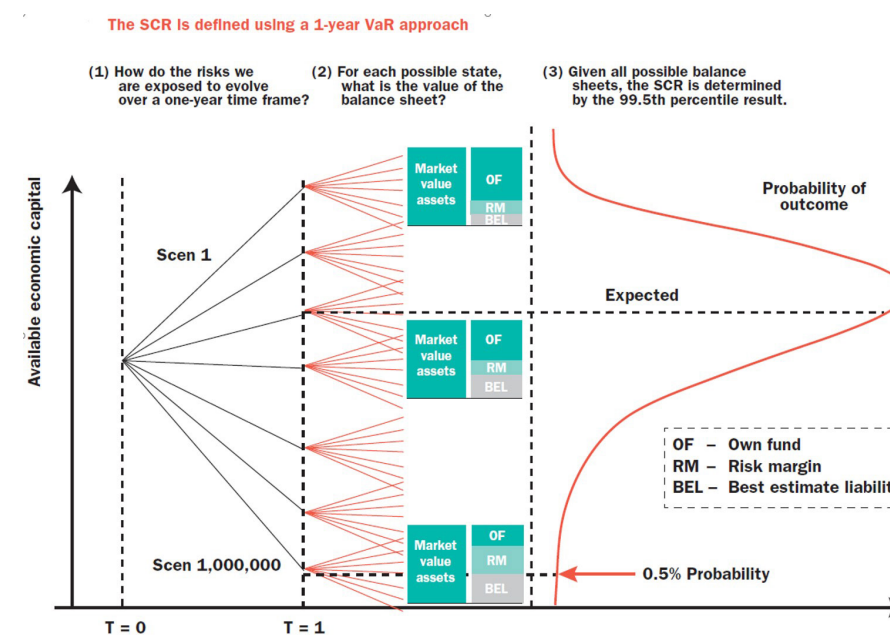 The SCR is defined using a 1-year VaR approach
(1) How do the risks we
are exposed to evolve
over a one-year time frame?
(2) For each possible state,
what is the value of the
balance sheet?
(3) Given all possible balance
sheets, the SCR is determined
by the 99.5th percentile result.
Available economic capital
Scen 1
Scen 1,000,000
T = 0
T = 1
Market
value
assets
OF
RM
BEL
Market
value
assets
OF
RM
BEL
Market
value
assets
OF
RM
BEL
Probability of
outcome
Expected
OF – Own fund
RM – Risk margin
BEL – Best estimate liabilit
0.5% Probability